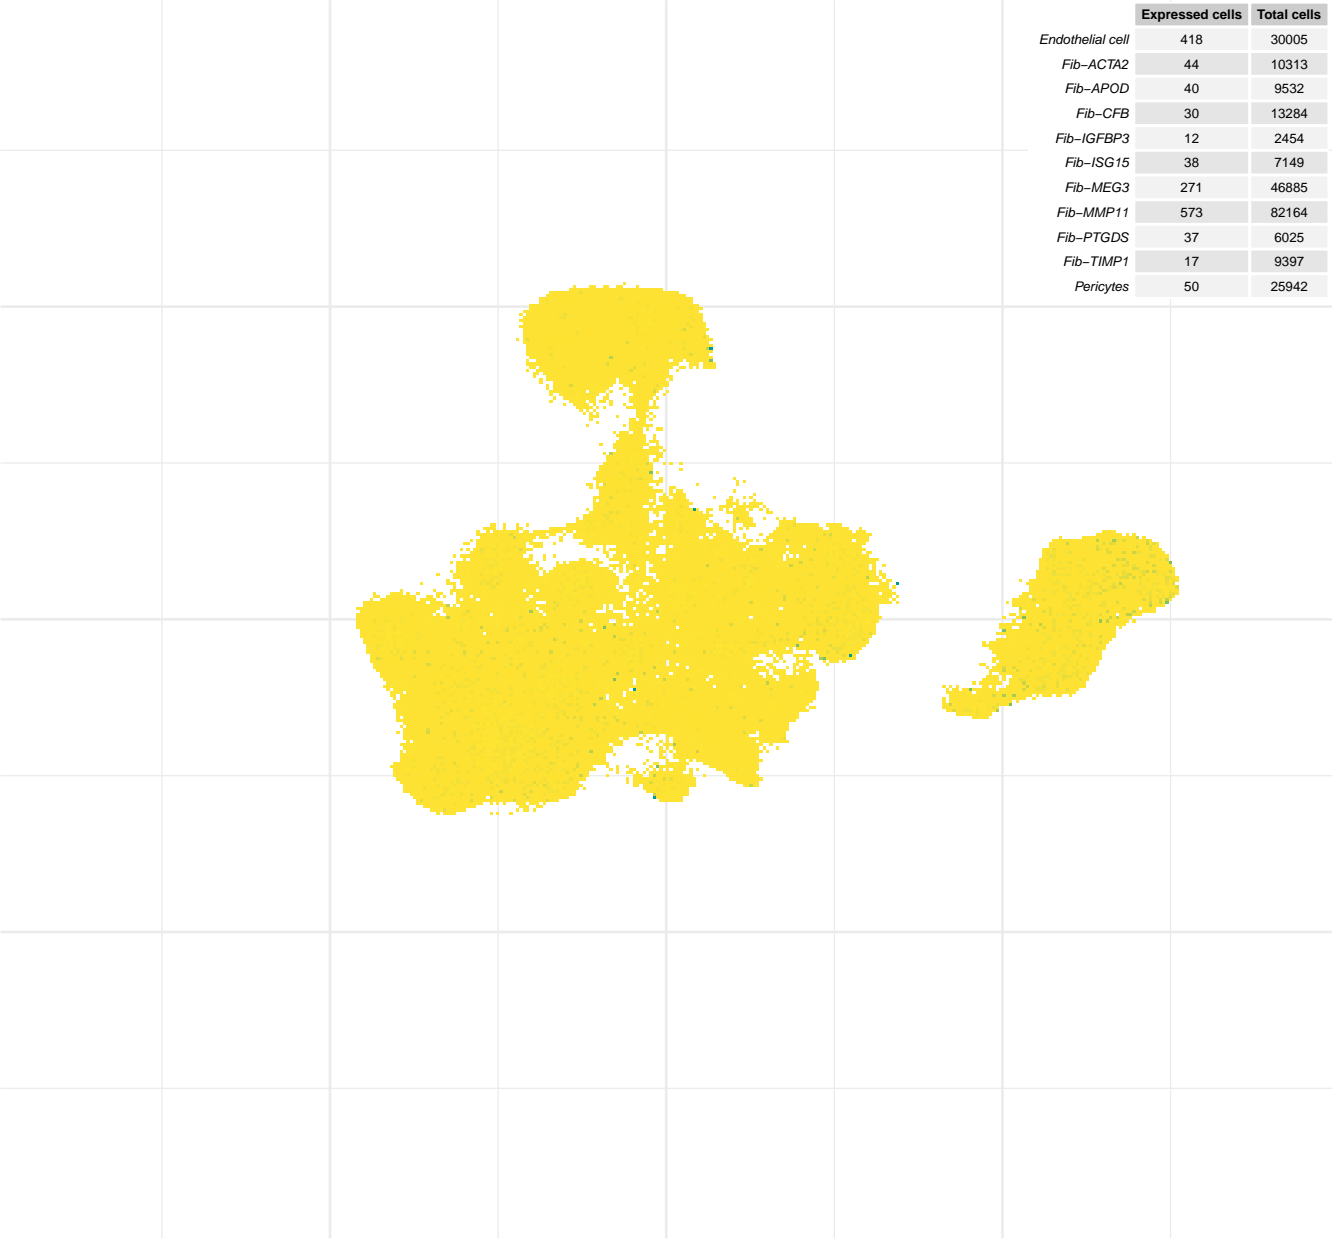 Expressed cells Total cells
Endothelial cell 418 30005
Fib−ACTA2 44 10313
Fib−APOD 40 9532
Fib−CFB 30 13284
Fib−IGFBP3 12 2454
Fib−ISG15 38 7149
Fib−MEG3 271 46885
Fib−MMP11 573 82164
Fib−PTGDS 37 6025
Fib−TIMP1 17 9397
Pericytes 50 25942